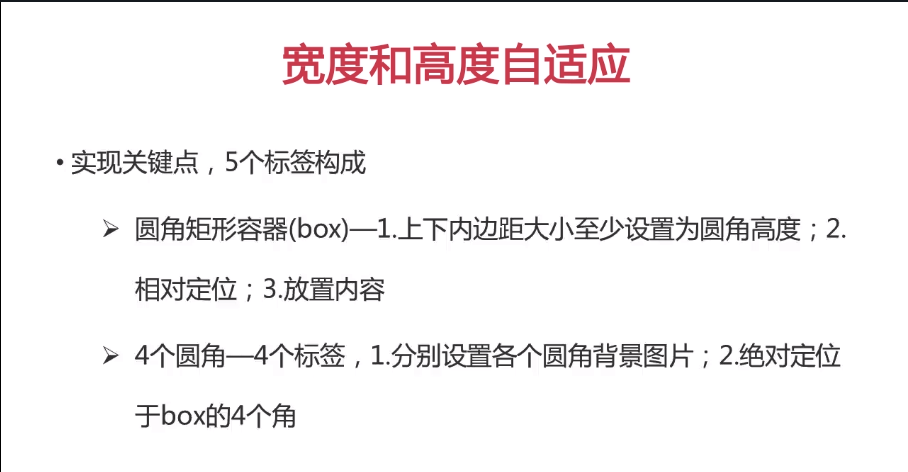 宽度和高度自适应
• 实现关键点，5个标签构成
➢ 圆角矩形容器(box)—1.上下内边距大小至少设置为圆角高度；2.
相对定位；3.放置内容
➢ 4个圆角—4个标签，1.分别设置各个圆角背景图片；2.绝对定位
于box的4个角